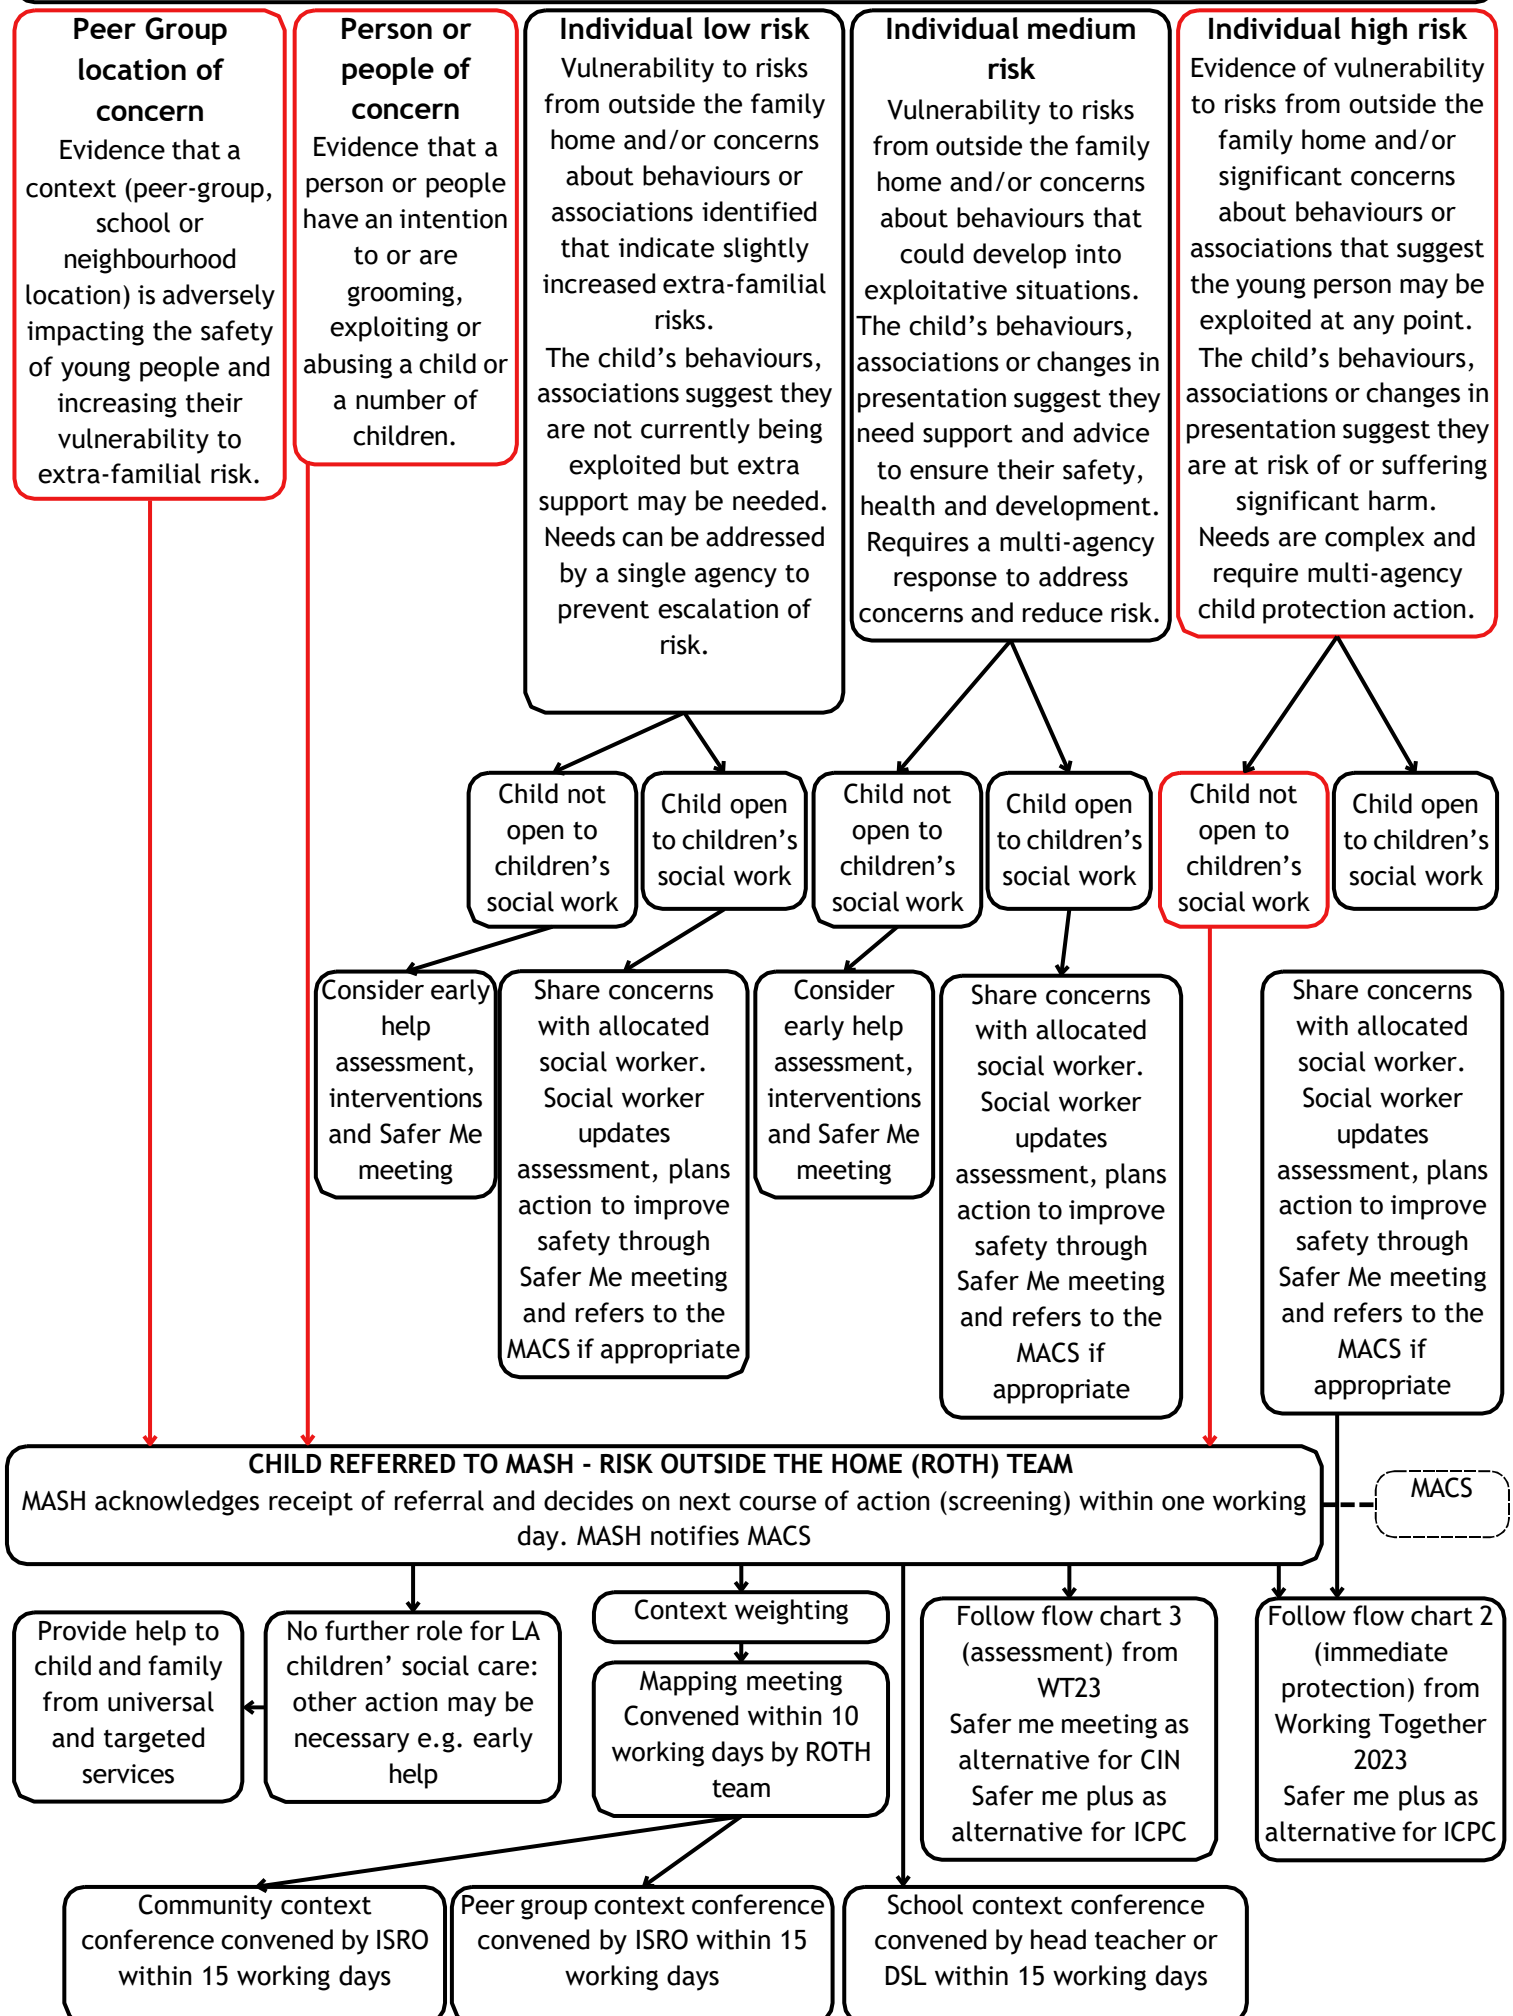 Peer Group
location of
concern
Evidence that a
context (peer-group,
school or
neighbourhood
location) is adversely
impacting the safety
of young people and
increasing their
vulnerability to
extra-familial risk.
Person or
people of
concern
Evidence that a
person or people
have an intention
to or are
grooming,
exploiting or
abusing a child or
a number of
children.
Individual low risk
Vulnerability to risks
from outside the family
home and/or concerns
about behaviours or
associations identified
that indicate slightly
increased extra-familial
risks.
The child’s behaviours,
associations suggest they
are not currently being
exploited but extra
support may be needed.
Needs can be addressed
by a single agency to
prevent escalation of
risk.
Individual medium
risk
Vulnerability to risks
from outside the family
home and/or concerns
about behaviours that
could develop into
exploitative situations.
The child’s behaviours,
associations or changes in
presentation suggest they
need support and advice
to ensure their safety,
health and development.
Requires a multi-agency
response to address
concerns and reduce risk.
Individual high risk
Evidence of vulnerability
to risks from outside the
family home and/or
significant concerns
about behaviours or
associations that suggest
the young person may be
exploited at any point.
The child’s behaviours,
associations or changes in
presentation suggest they
are at risk of or suffering
significant harm.
Needs are complex and
require multi-agency
child protection action.
Child not
open to
children’s
social work
Child open
to children’s
social work
Child not
open to
children’s
social work
Child open
to children’s
social work
Child not
open to
children’s
social work
Child open
to children’s
social work
Consider early
help
assessment,
interventions
and Safer Me
meeting
Share concerns
with allocated
social worker.
Social worker
updates
assessment, plans
action to improve
safety through
Safer Me meeting
and refers to the
MACS if appropriate
Consider
early help
assessment,
interventions
and Safer Me
meeting
Share concerns
with allocated
social worker.
Social worker
updates
assessment, plans
action to improve
safety through
Safer Me meeting
and refers to the
MACS if
appropriate
Share concerns
with allocated
social worker.
Social worker
updates
assessment, plans
action to improve
safety through
Safer Me meeting
and refers to the
MACS if
appropriate
CHILD REFERRED TO MASH - RISK OUTSIDE THE HOME (ROTH) TEAM
MASH acknowledges receipt of referral and decides on next course of action (screening) within one working
day. MASH notifies MACS
MACS
Provide help to
child and family
from universal
and targeted
services
No further role for LA
children’ social care:
other action may be
necessary e.g. early
help
Context weighting
Mapping meeting
Convened within 10
working days by ROTH
team
Follow flow chart 3
(assessment) from
WT23
Safer me meeting as
alternative for CIN
Safer me plus as
alternative for ICPC
Follow flow chart 2
(immediate
protection) from
Working Together
2023
Safer me plus as
alternative for ICPC
Community context
conference convened by ISRO
within 15 working days
Peer group context conference
convened by ISRO within 15
working days
School context conference
convened by head teacher or
DSL within 15 working days